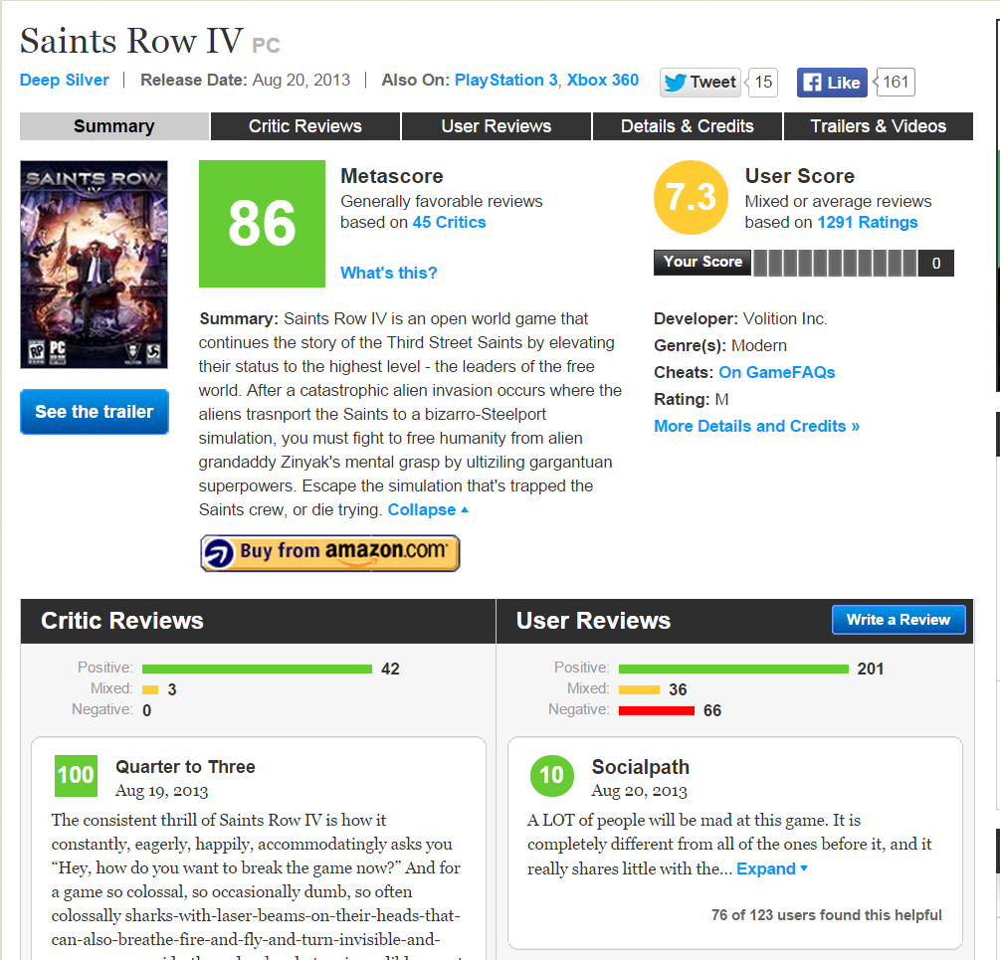 Saints Row IV PC
Deep Silver | Release Date: Aug 20, 2013 | Also On: PlayStation 3, Xbox 360
Tweet 15
Like 161
Summary
Critic Reviews
User Reviews
Details & Credits
Trailers & Videos
SAINTS ROW
IV
RP
PC
See the trailer
86
Metascore
Generally favorable reviews
based on 45 Critics
What's this?
7.3
User Score
Mixed or average reviews
based on 1291 Ratings
Your Score 0
Summary: Saints Row IV is an open world game that
continues the story of the Third Street Saints by elevating
their status to the highest level - the leaders of the free
world. After a catastrophic alien invasion occurs where the
aliens trasnport the Saints to a bizarro-Steelport
simulation, you must fight to free humanity from alien
grandaddy Zinyak's mental grasp by ultiziling gargantuan
superpowers. Escape the simulation that's trapped the
Saints crew, or die trying. Collapse
Buy from amazon.com
Developer: Volition Inc.
Genre(s): Modern
Cheats: On GameFAQs
Rating: M
More Details and Credits »
Critic Reviews
Positive: 42
Mixed: 3
Negative: 0
100
Quarter to Three
Aug 19, 2013
The consistent thrill of Saints Row IV is how it
constantly, eagerly, happily, accommodatingly asks you
“Hey, how do you want to break the game now?” And for
a game so colossal, so occasionally dumb, so often
colossally sharks-with-laser-beams-on-their-heads-that-
can-also-breathe-fire-and-fly-and-turn-invisible-and-
User Reviews
Write a Review
Positive: 201
Mixed: 36
Negative: 66
10
Socialpath
Aug 20, 2013
A LOT of people will be mad at this game. It is
completely different from all of the ones before it, and it
really shares little with the... Expand
76 of 123 users found this helpful